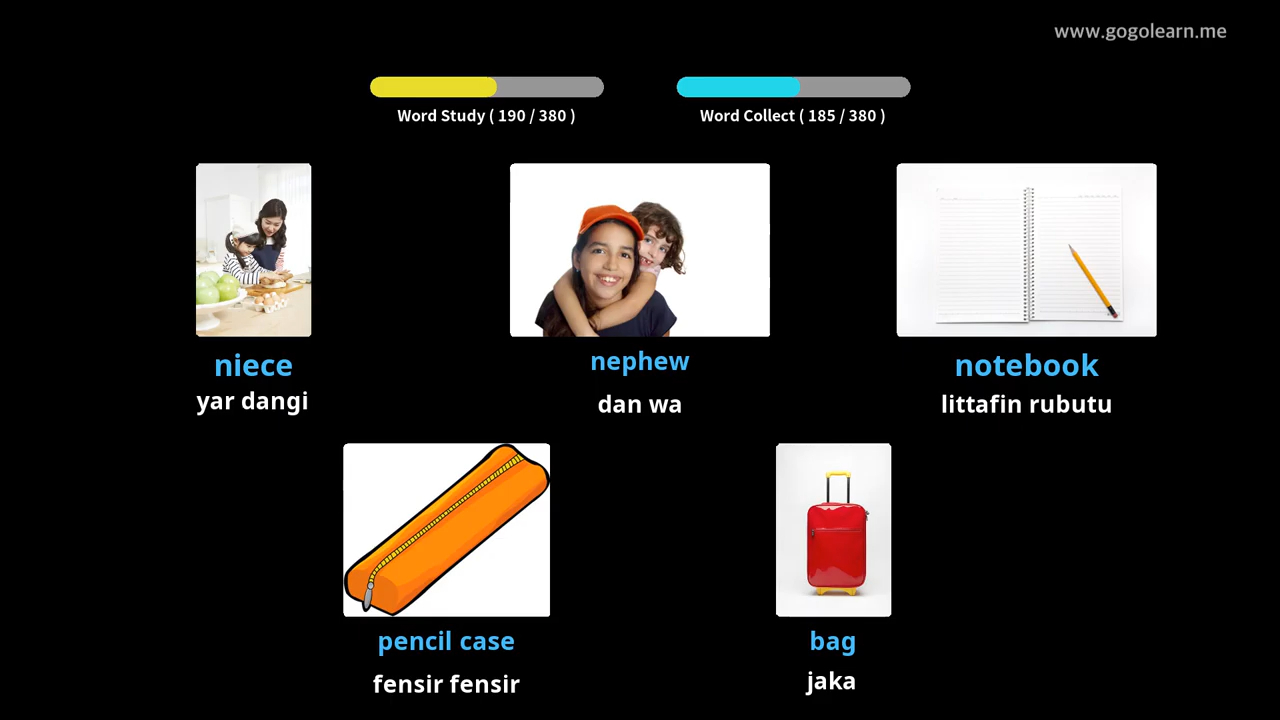 www.gogolearn.me
Word Study ( 190 / 380 )
Word Collect ( 185 / 380 )
niece
yar dangi
nephew
dan wa
notebook
littafin rubutu
pencil case
fensir fensir
bag
jaka